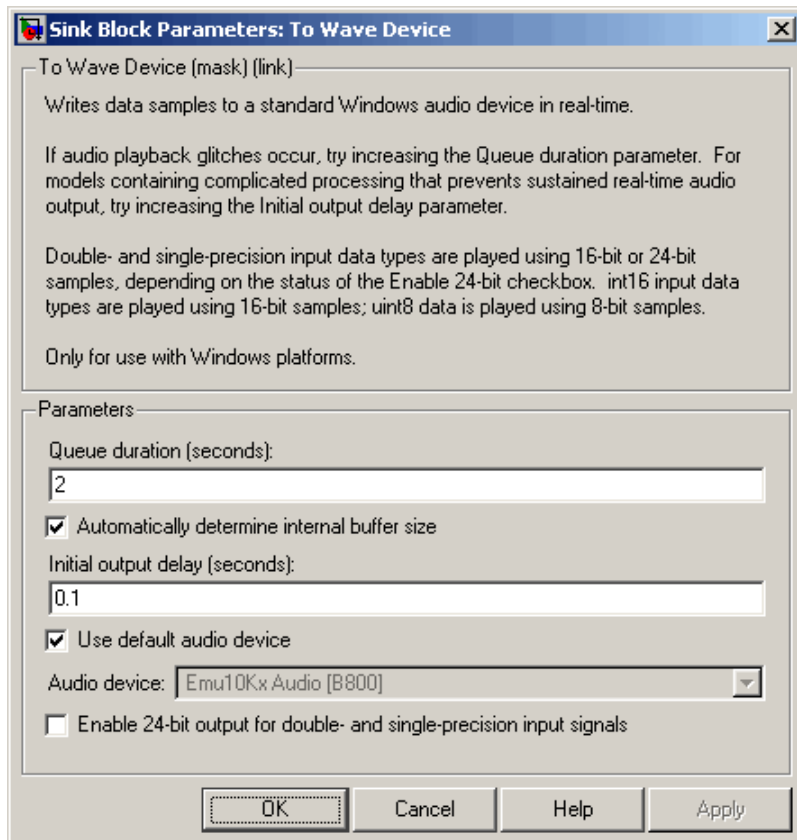 Sink Block Parameters: To Wave Device
To Wave Device (mask) (link)
Writes data samples to a standard Windows audio device in real-time.
If audio playback glitches occur, try increasing the Queue duration parameter.  For
models containing complicated processing that prevents sustained real-time audio
output, try increasing the Initial output delay parameter.
Double- and single-precision input data types are played using 16-bit or 24-bit
samples, depending on the status of the Enable 24-bit checkbox.  int16 input data
types are played using 16-bit samples; uint8 data is played using 8-bit samples.
Only for use with Windows platforms.
Parameters
Queue duration (seconds):
2
Automatically determine internal buffer size
Initial output delay (seconds):
0.1
Use default audio device
Audio device: Emu10Kx Audio [B800]
Enable 24-bit output for double- and single-precision input signals
OK Cancel Help Apply